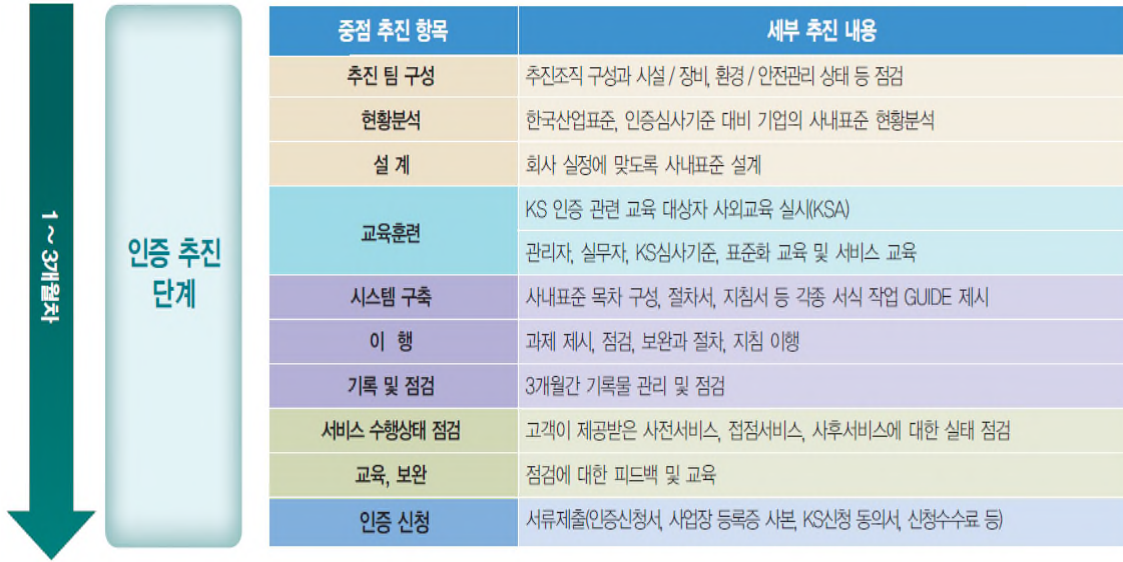 1 ~ 3개월차
인증 추진
단계
중점 추진 항목 세부 추진 내용
추진 팀 구성 추진조직 구성과 시설 / 장비, 환경 / 안전관리 상태 등 점검
현황분석 한국산업표준, 인증심사기준 대비 기업의 사내표준 현황분석
설 계 회사 실정에 맞도록 사내표준 설계
교육훈련 KS 인증 관련 교육 대상자 사외교육 실시(KSA)
관리자, 실무자, KS심사기준, 표준화 교육 및 서비스 교육
시스템 구축 사내표준 목차 구성, 절차서, 지침서 등 각종 서식 작업 GUIDE 제시
이 행 과제 제시, 점검, 보완과 절차, 지침 이행
기록 및 점검 3개월간 기록물 관리 및 점검
서비스 수행상태 점검 고객이 제공받은 사전서비스, 접점서비스, 사후서비스에 대한 실태 점검
교육, 보완 점검에 대한 피드백 및 교육
인증 신청 서류제출(인증신청서, 사업장 등록증 사본, KS신청 동의서, 신청수수료 등)